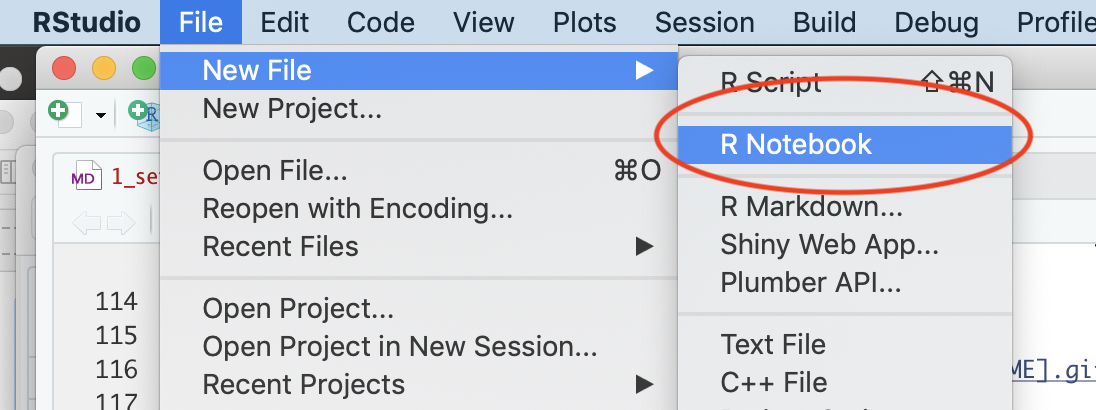 RStudio File Edit Code View Plots Session Build Debug Profile
New File
New Project...
Open File... ⌘O
Reopen with Encoding...
Recent Files
Open Project...
Open Project in New Session...
Recent Projects
R Script ⇧⌘N
R Notebook
R Markdown...
Shiny Web App...
Plumber API...
Text File
C++ File
R
MD 1_se
114
115
116
117
ME].gi